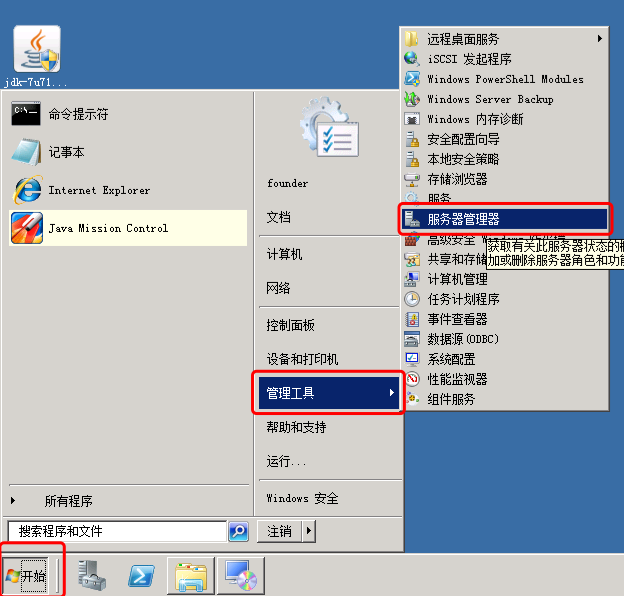 jdk-7u71...
命令提示符
记事本
Internet Explorer
Java Mission Control
所有程序
搜索程序和文件
founder
文档
计算机
网络
控制面板
设备和打印机
管理工具
帮助和支持
运行...
Windows 安全
注销
远程桌面服务
iSCSI 发起程序
Windows PowerShell Modules
Windows Server Backup
Windows 内存诊断
安全配置向导
本地安全策略
存储浏览器
服务
服务器管理器
高级安全 Windows
获取有关此服务器状态的
加或删除服务器角色和功能
共享和存储
计算机管理
任务计划程序
事件查看器
数据源(ODBC)
系统配置
性能监视器
组件服务
开始